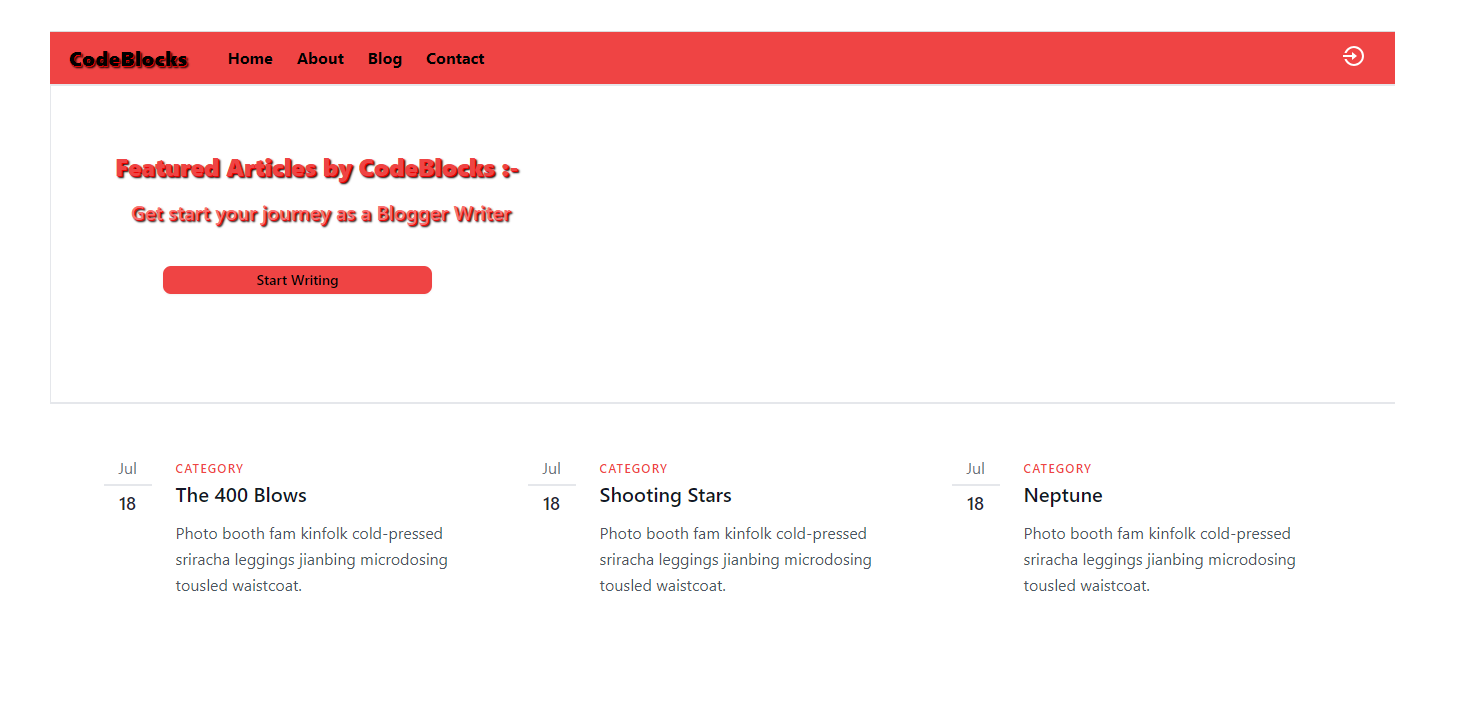 CodeBlocks Home About Blog Contact
Featured Articles by CodeBlocks :-
Get start your journey as a Blogger Writer
Start Writing
Jul
18
CATEGORY
The 400 Blows
Photo booth fam kinfolk cold-pressed
sriracha leggings jianbing microdosing
tousled waistcoat.
Jul
18
CATEGORY
Shooting Stars
Photo booth fam kinfolk cold-pressed
sriracha leggings jianbing microdosing
tousled waistcoat.
Jul
18
CATEGORY
Neptune
Photo booth fam kinfolk cold-pressed
sriracha leggings jianbing microdosing
tousled waistcoat.